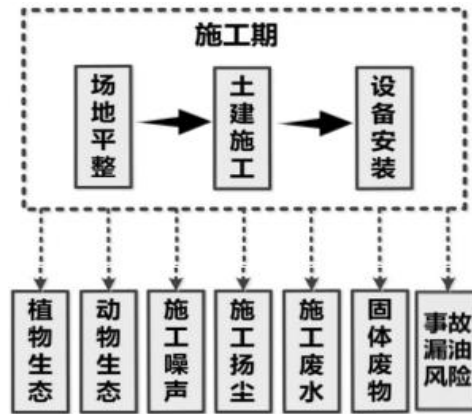 施工期
场地平整
土建施工
设备安装
植物生态
动物生态
施工噪声
施工扬尘
施工废水
固体废物
事故
漏油
风险